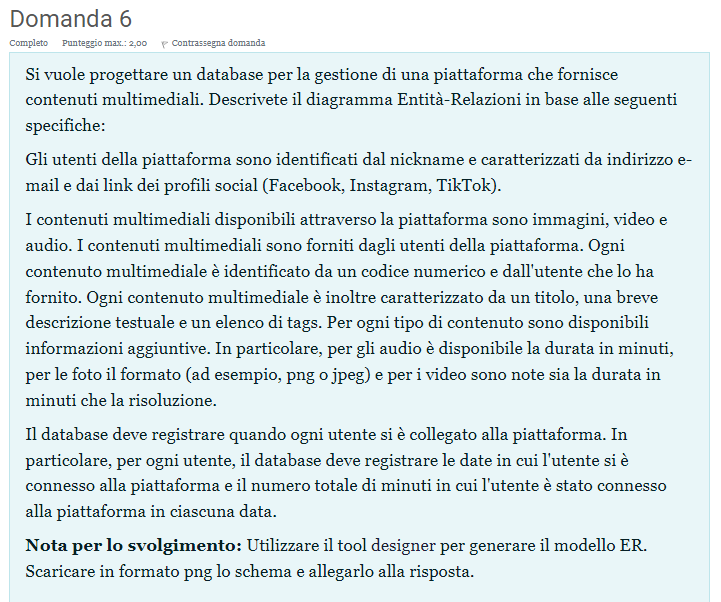 Domanda 6
Completo Punteggio max.: 2,00 Contrassegna domanda
Si vuole progettare un database per la gestione di una piattaforma che fornisce
contenuti multimediali. Descrivete il diagramma Entità-Relazioni in base alle seguenti
specifiche:
Gli utenti della piattaforma sono identificati dal nickname e caratterizzati da indirizzo e-
mail e dai link dei profili social (Facebook, Instagram, TikTok).
I contenuti multimediali disponibili attraverso la piattaforma sono immagini, video e
audio. I contenuti multimediali sono forniti dagli utenti della piattaforma. Ogni
contenuto multimediale è identificato da un codice numerico e dall'utente che lo ha
fornito. Ogni contenuto multimediale è inoltre caratterizzato da un titolo, una breve
descrizione testuale e un elenco di tags. Per ogni tipo di contenuto sono disponibili
informazioni aggiuntive. In particolare, per gli audio è disponibile la durata in minuti,
per le foto il formato (ad esempio, png o jpeg) e per i video sono note sia la durata in
minuti che la risoluzione.
Il database deve registrare quando ogni utente si è collegato alla piattaforma. In
particolare, per ogni utente, il database deve registrare le date in cui l'utente si è
connesso alla piattaforma e il numero totale di minuti in cui l'utente è stato connesso
alla piattaforma in ciascuna data.
Nota per lo svolgimento: Utilizzare il tool designer per generare il modello ER.
Scaricare in formato png lo schema e allegarlo alla risposta.